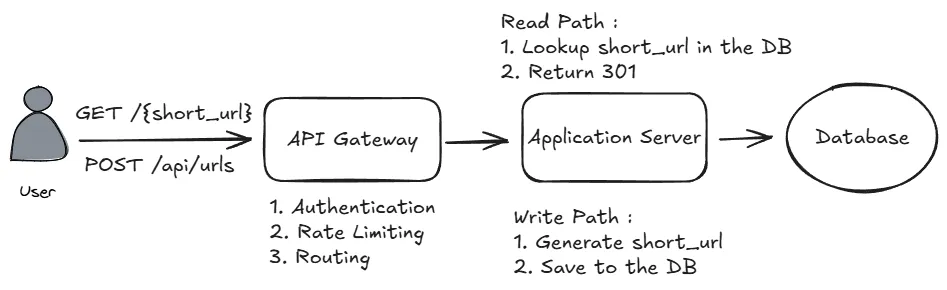 Read Path :
1. Lookup short_url in the DB
2. Return 301
GET /{short_url}
POST /api/urls
User
API Gateway
1. Authentication
2. Rate Limiting
3. Routing
Application Server
Write Path :
1. Generate short_url
2. Save to the DB
Database